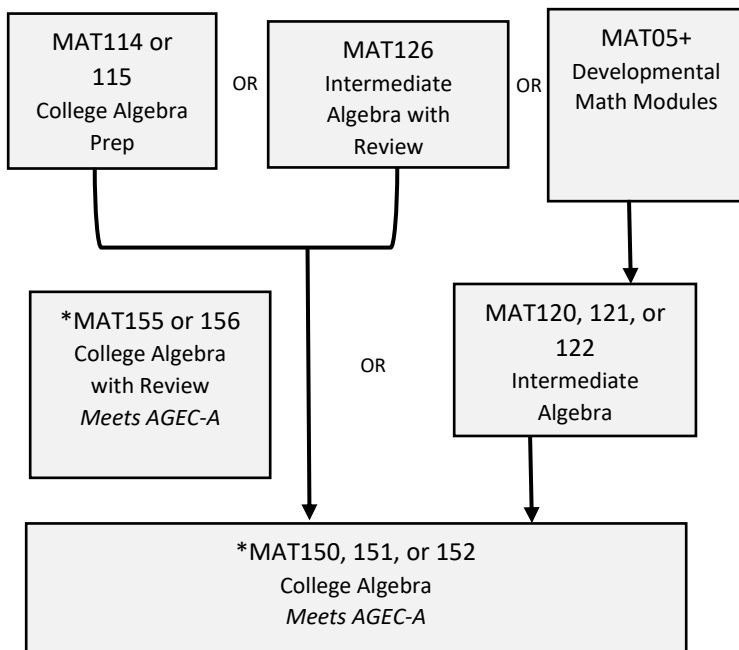 MAT114 or
115
College Algebra
Prep
OR
MAT126
Intermediate
Algebra with
Review
OR
MAT05+
Developmental
Math Modules
*MAT155 or 156
College Algebra
with Review
Meets AGEC-A
OR
MAT120, 121, or
122
Intermediate
Algebra
*MAT150, 151, or 152
College Algebra
Meets AGEC-A